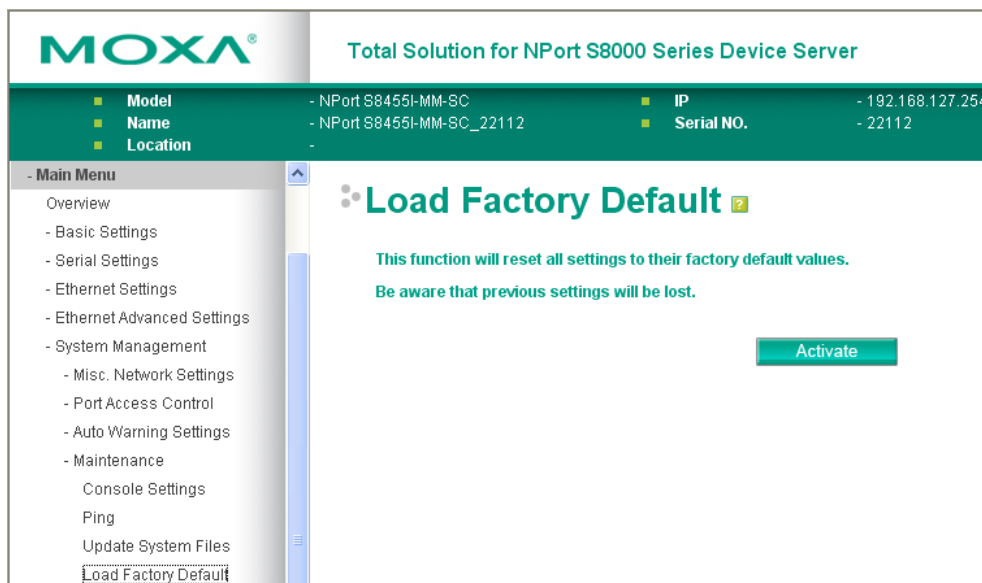 MOXA®
Total Solution for NPort S8000 Series Device Server
Model - NPort S8455I-MM-SC IP - 192.168.127.254
Name - NPort S8455I-MM-SC_22112 Serial NO. - 22112
Location -
- Main Menu
Overview
- Basic Settings
- Serial Settings
- Ethernet Settings
- Ethernet Advanced Settings
- System Management
- Misc. Network Settings
- Port Access Control
- Auto Warning Settings
- Maintenance
Console Settings
Ping
Update System Files
Load Factory Default
Load Factory Default ?
This function will reset all settings to their factory default values.
Be aware that previous settings will be lost.
Activate